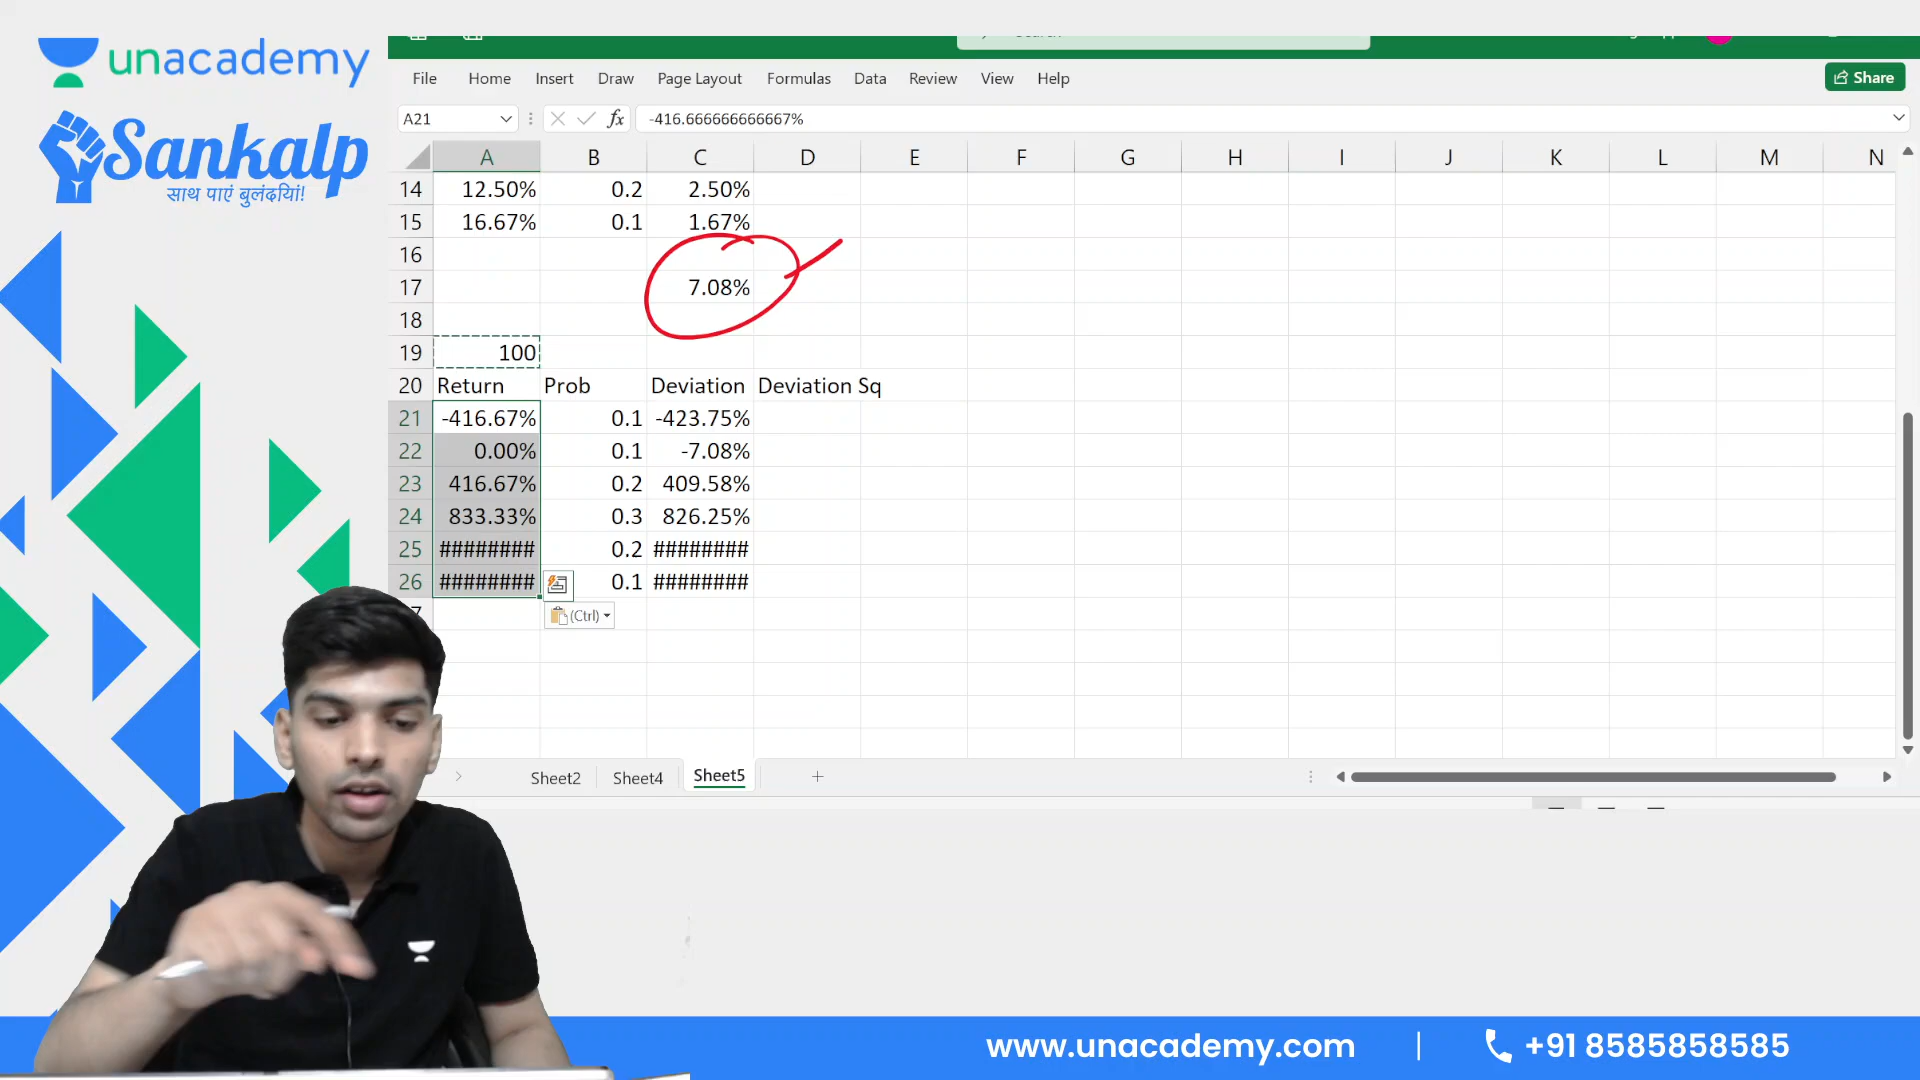 unacademy
Sankalp
साथ पाएं बुलंदियां!
File Home Insert Draw Page Layout Formulas Data Review View Help
Share
A21 fx -416.666666666667%
A B C D E F G H I J K L M N
14 12.50% 0.2 2.50%
15 16.67% 0.1 1.67%
16
17 7.08%
18
19 100
20 Return Prob Deviation Deviation Sq
21 -416.67% 0.1 -423.75%
22 0.00% 0.1 -7.08%
23 416.67% 0.2 409.58%
24 833.33% 0.3 826.25%
25 ######## 0.2 ########
26 ######## 0.1 ########
(Ctrl)
Sheet2 Sheet4 Sheet5
www.unacademy.com | +91 8585858585